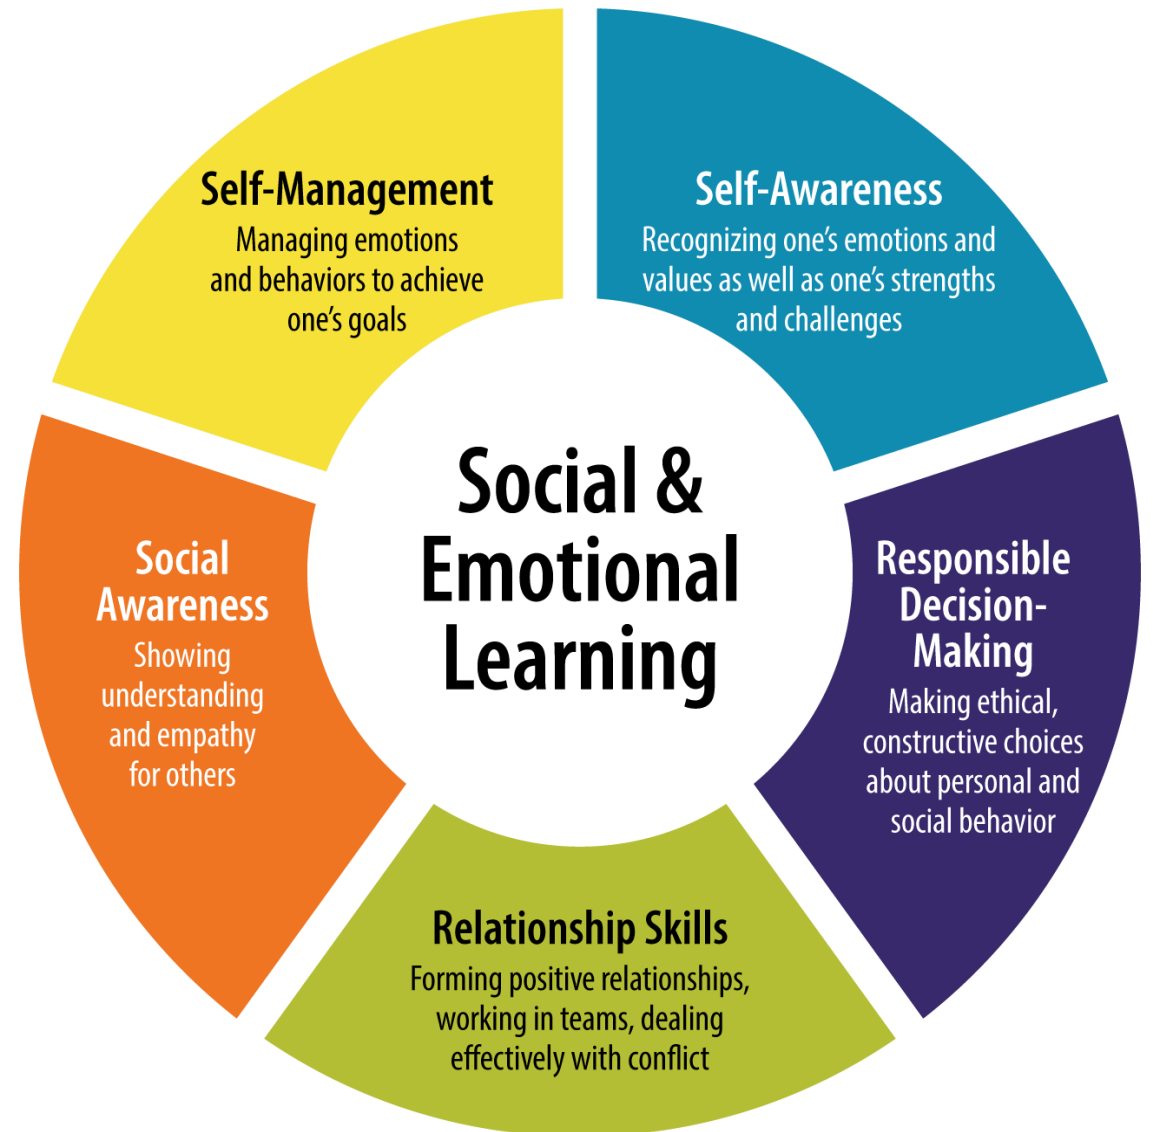 Self-Management
Managing emotions
and behaviors to achieve
one’s goals
Self-Awareness
Recognizing one’s emotions and
values as well as one’s strengths
and challenges
Social &
Emotional
Learning
Social
Awareness
Showing
understanding
and empathy
for others
Responsible
Decision-
Making
Making ethical,
constructive choices
about personal and
social behavior
Relationship Skills
Forming positive relationships,
working in teams, dealing
effectively with conflict